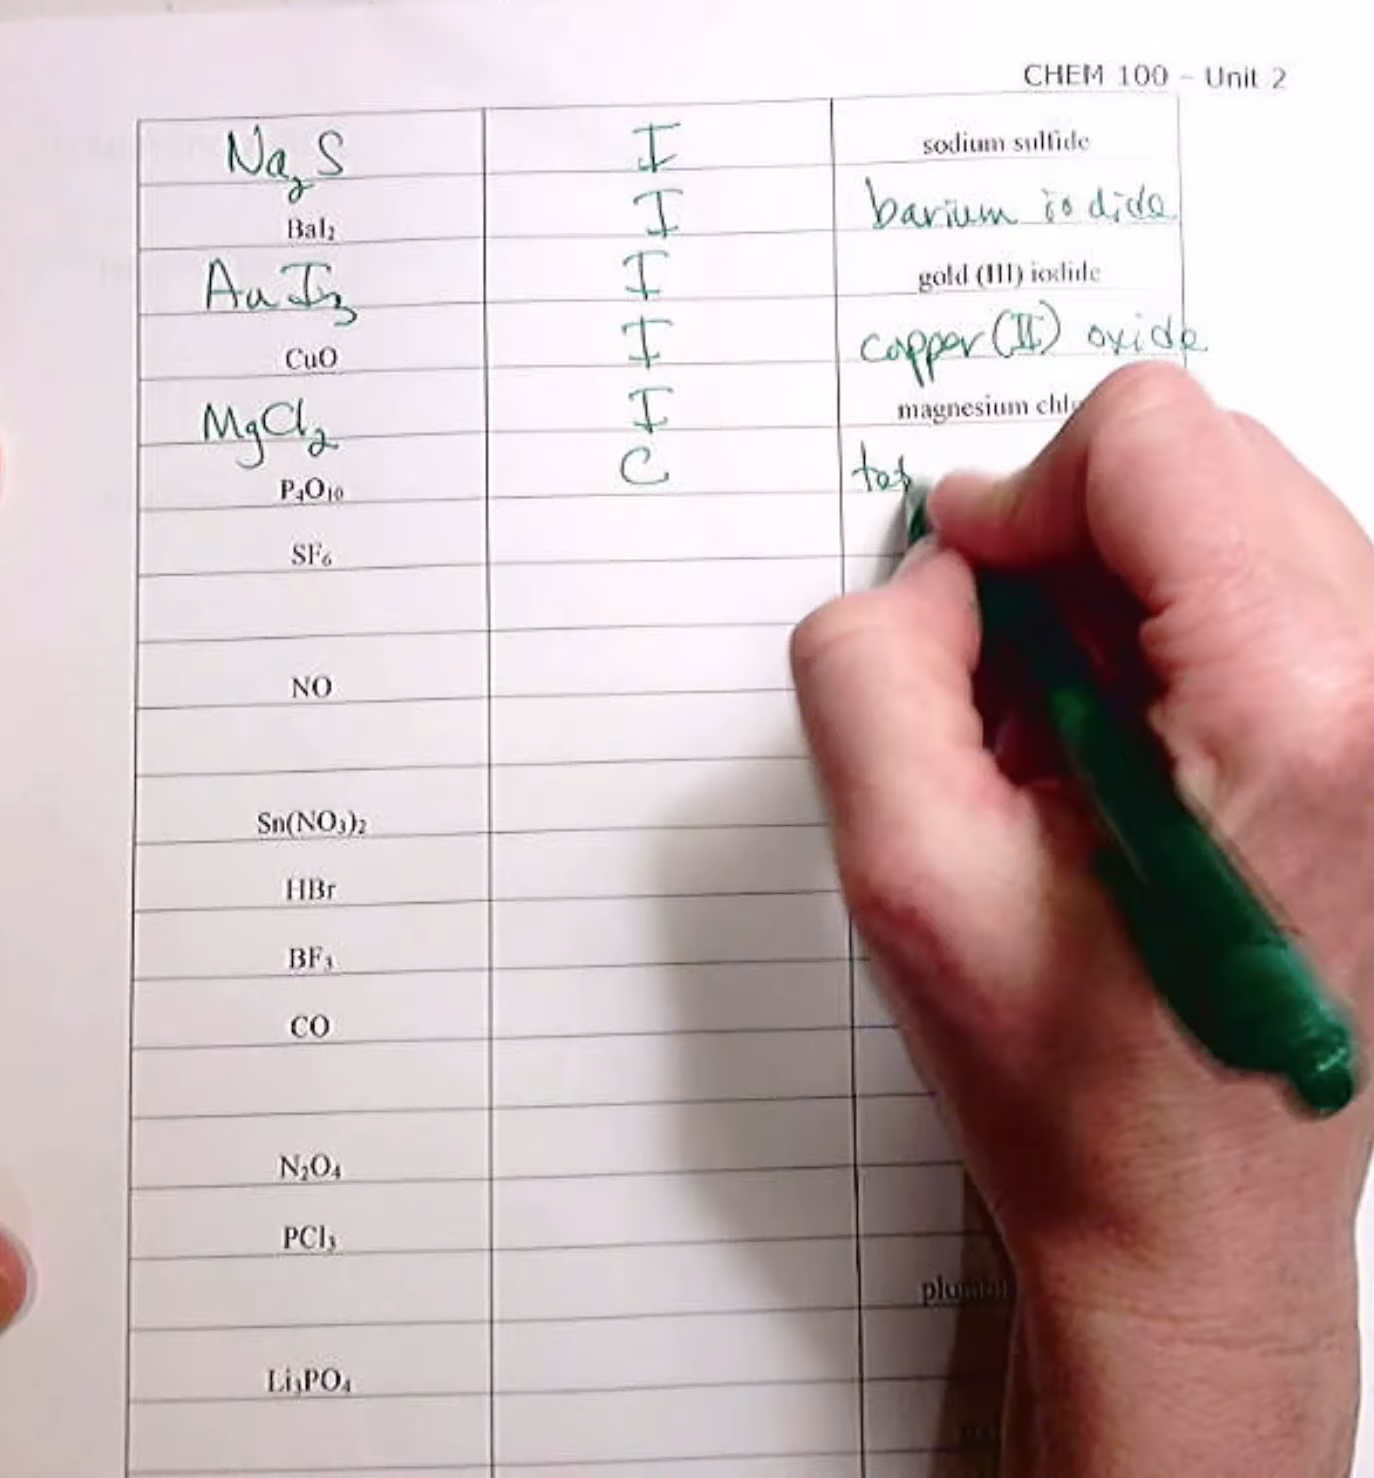 CHEM 100 – Unit 2
Na₂S I sodium sulfide
BaI₂ I barium iodide
AuI₃ I gold (III) iodide
CuO I copper(II) oxide
MgCl₂ I magnesium
P₄O₁₀ C
SF₆
NO
Sn(NO₃)₂
HBr
BF₃
CO
N₂O₄
PCl₃
Li₃PO₄